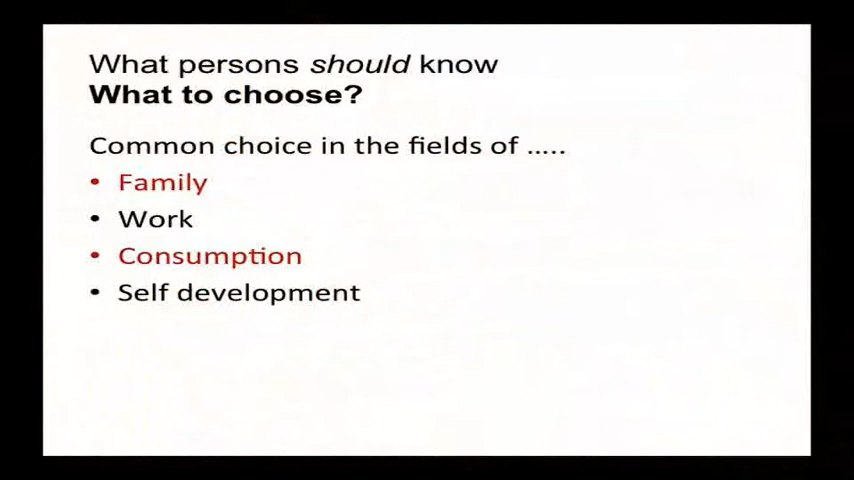 What persons should know
What to choose?
Common choice in the fields of .....
• Family
• Work
• Consumption
• Self development